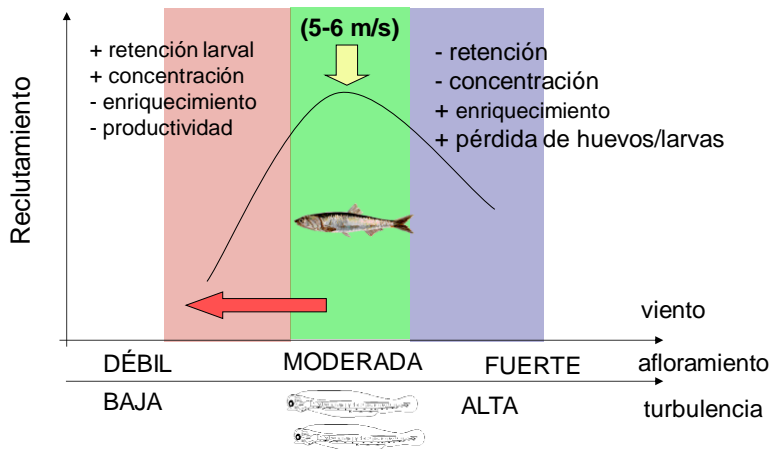 (5-6 m/s)
+ retención larval
+ concentración
- enriquecimiento
- productividad
- retención
- concentración
+ enriquecimiento
+ pérdida de huevos/larvas
Reclutamiento
viento
DÉBIL MODERADA FUERTE afloramiento
BAJA ALTA turbulencia